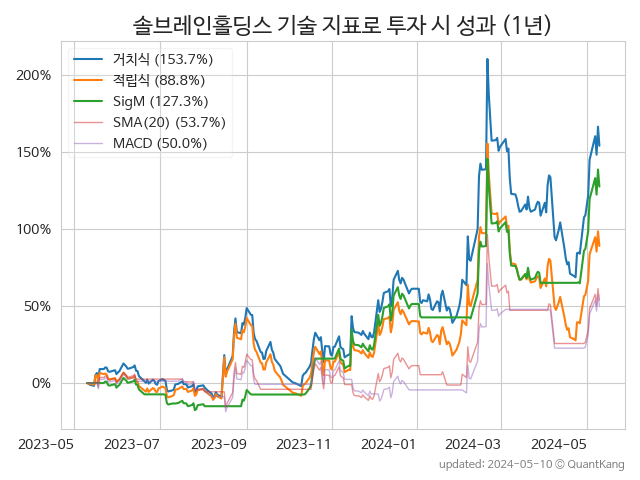 솔브레인홀딩스 기술 지표로 투자 시 성과 (1년)
거치식 (153.7%)
적립식 (88.8%)
SigM (127.3%)
SMA(20) (53.7%)
MACD (50.0%)
200%
150%
100%
50%
0%
2023-05 2023-07 2023-09 2023-11 2024-01 2024-03 2024-05
updated: 2024-05-10 © QuantKang